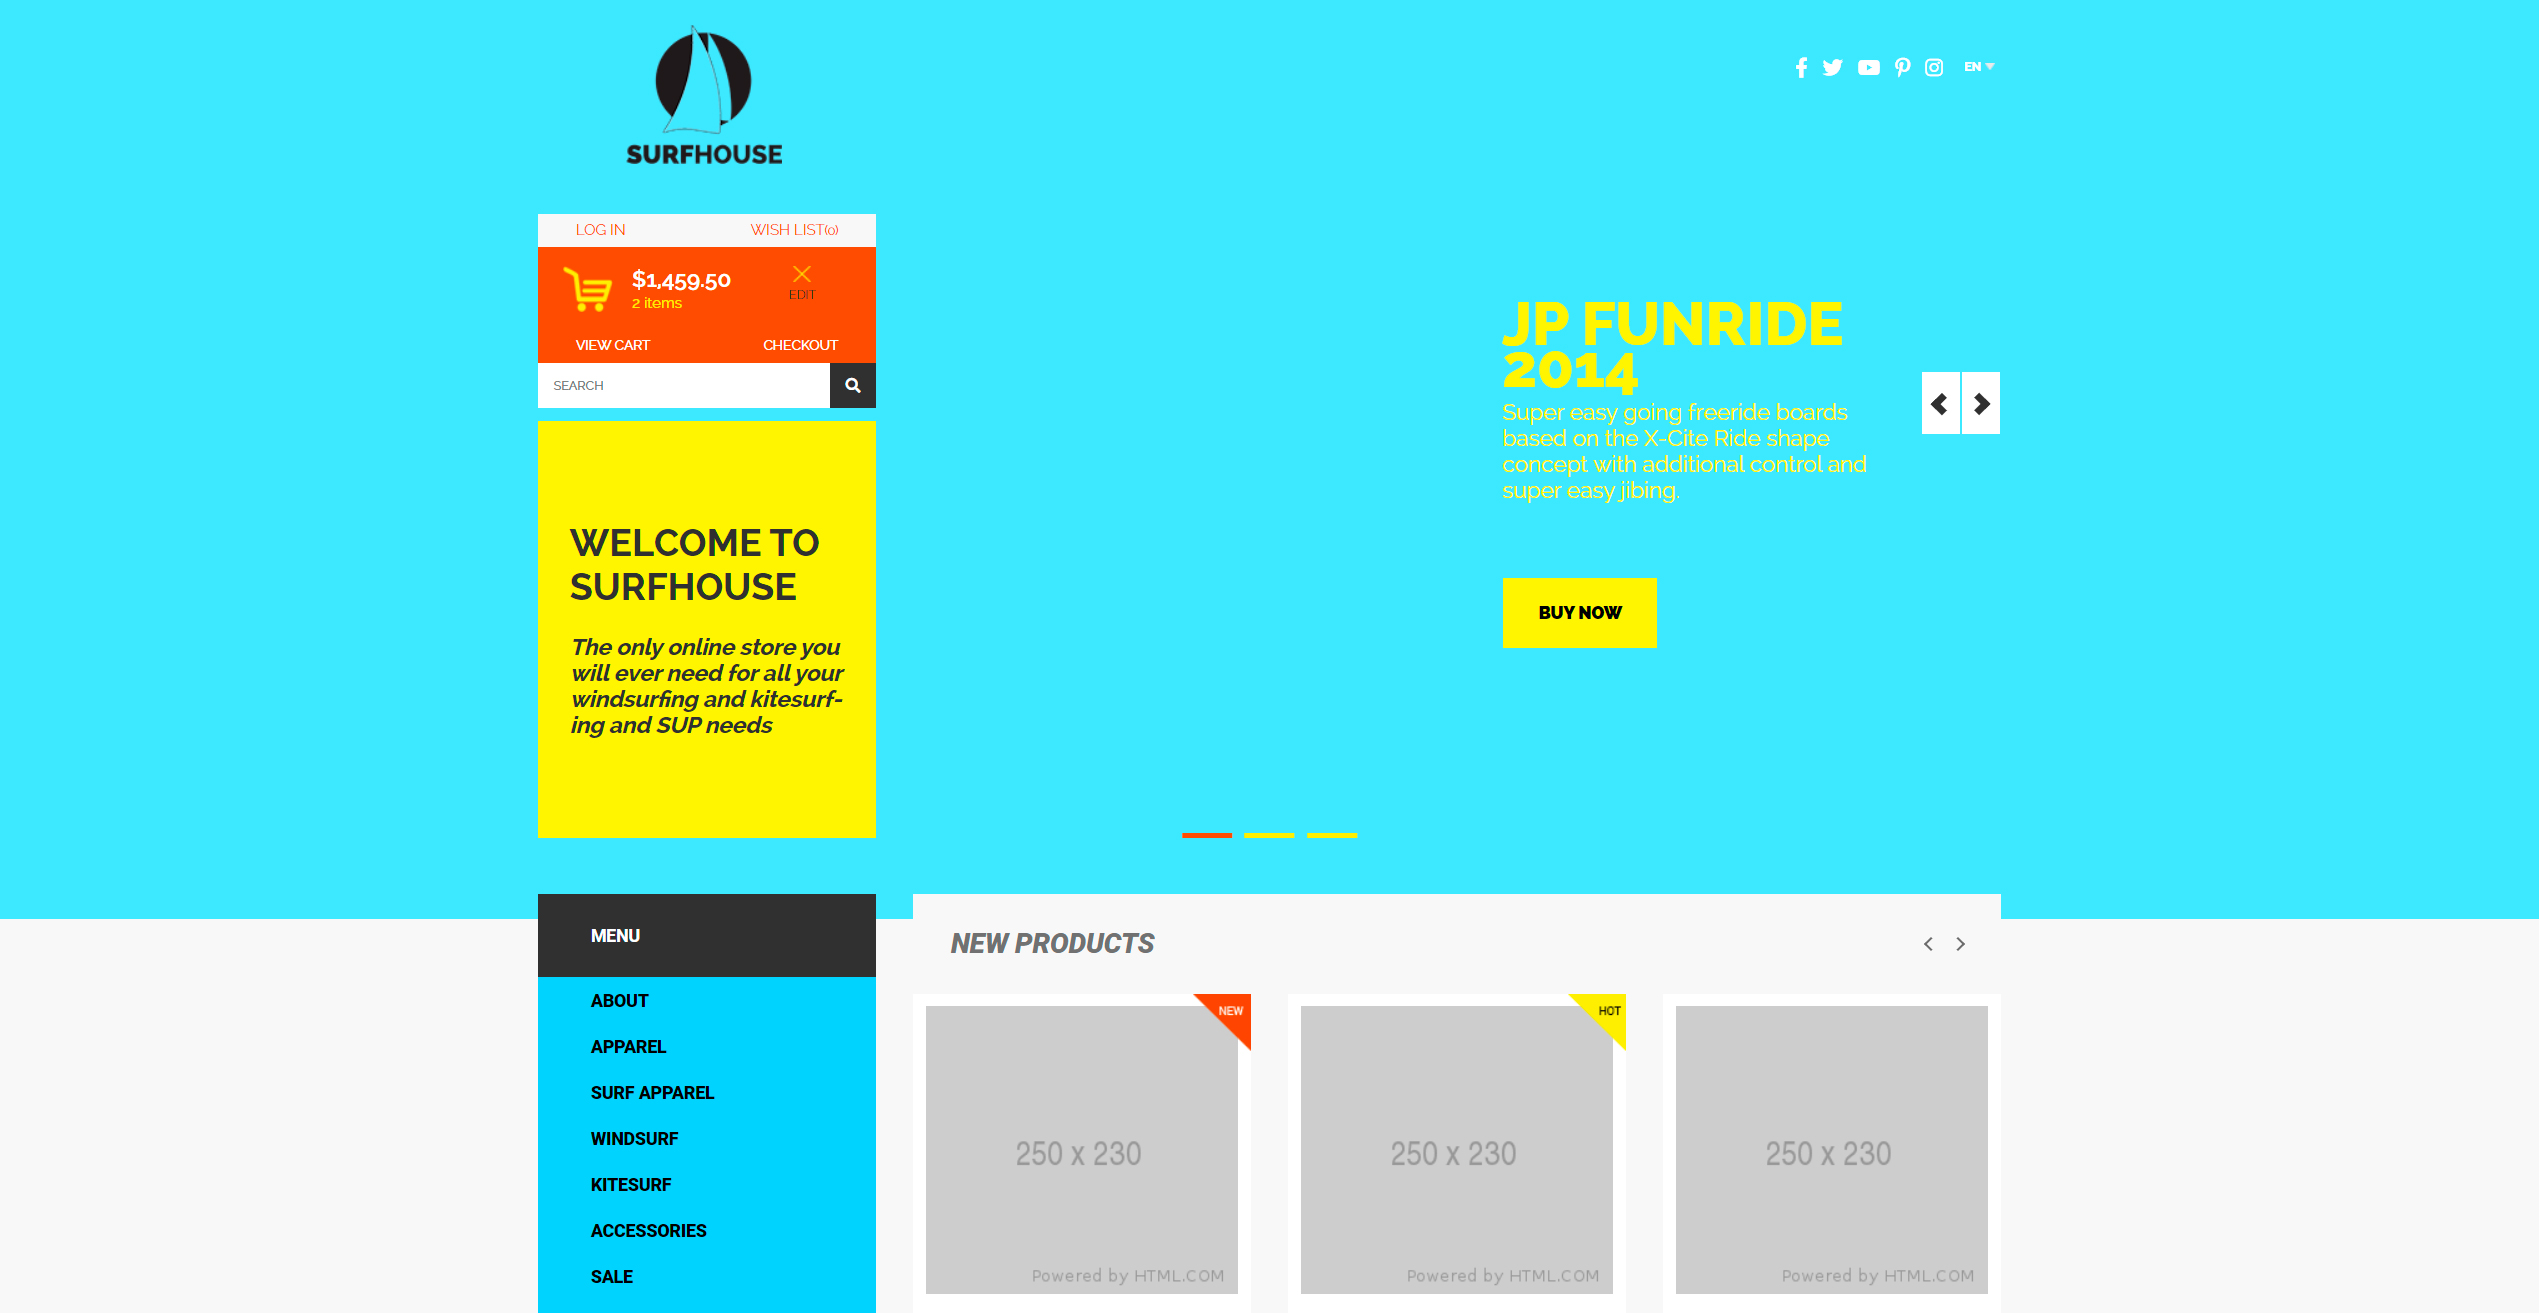 SURFHOUSE
EN
LOG IN
WISH LIST(0)
$1,459.50
2 items
EDIT
VIEW CART
CHECKOUT
SEARCH
WELCOME TO
SURFHOUSE
The only online store you
will ever need for all your
windsurfing and kitesurf-
ing and SUP needs
JP FUNRIDE
2014
Super easy going freeride boards
based on the X-Cite Ride shape
concept with additional control and
super easy jibing.
BUY NOW
MENU
ABOUT
APPAREL
SURF APPAREL
WINDSURF
KITESURF
ACCESSORIES
SALE
NEW PRODUCTS
NEW
250 x 230
Powered by HTML.COM
HOT
250 x 230
Powered by HTML.COM
250 x 230
Powered by HTML.COM